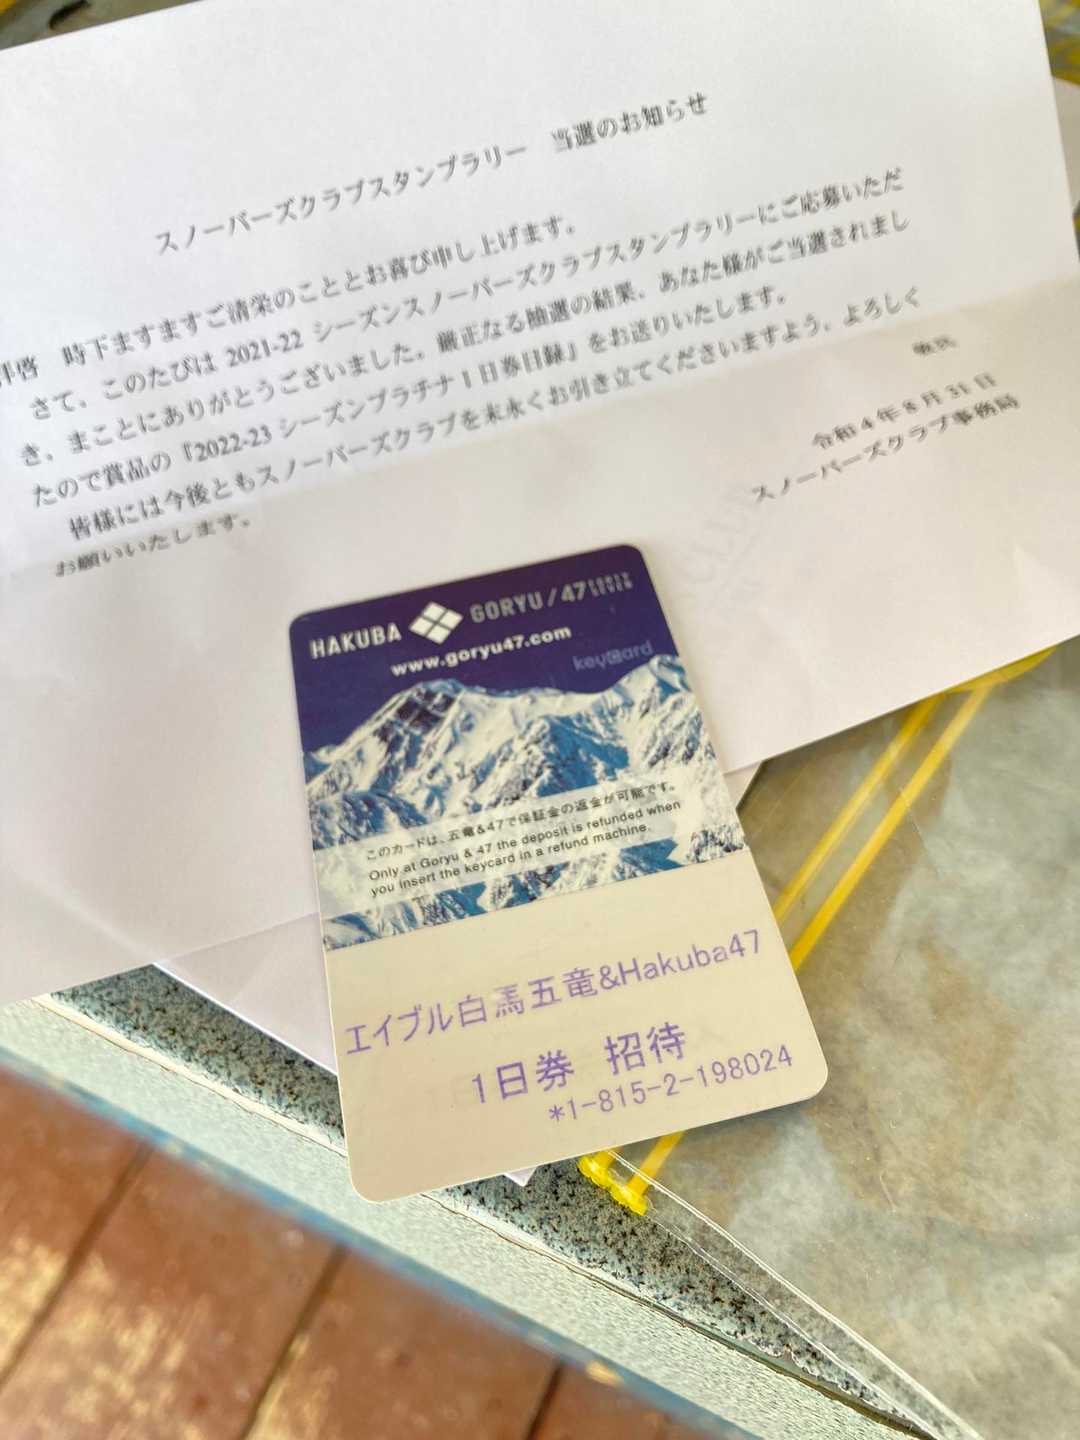 スノーバーズクラブスタンプラリー　当選のお知らせ
拝啓　時下ますますご清栄のこととお喜び申し上げます。
さて、このたびは 2021-22 シーズンスノーバーズクラブスタンプラリーにご応募いただ
き、まことにありがとうございました。厳正なる抽選の結果、あなた様がご当選されまし
たので賞品の『2022-23 シーズンプラチナ1日券目録』をお送りいたします。
皆様には今後ともスノーバーズクラブを末永くお引き立てくださいますよう、よろしく
お願いいたします。
敬具
令和4年8月31日
スノーバーズクラブ事務局
HAKUBA GORYU / 47
www.goryu47.com
keycard
このカードは、五竜&47で保証金の返金が可能です。
Only at Goryu & 47 the deposit is refunded when
you insert the keycard in a refund machine.
エイブル白馬五竜&Hakuba47
1日券　招待
*1-815-2-198024